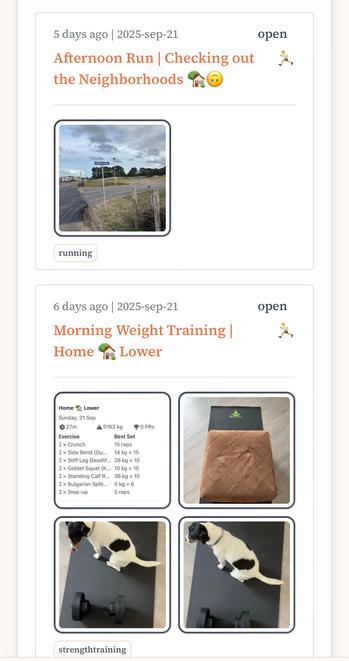 5 days ago | 2025-sep-21
open
Afternoon Run | Checking out
the Neighborhoods 🏡🙃
running
6 days ago | 2025-sep-21
open
Morning Weight Training |
Home 🏡 Lower
Home 🏡 Lower
Sunday, 21 Sep
27m 5163 kg 0 PRs
Exercise Best Set
2 × Crunch 15 reps
2 × Side Bend (Du... 14 kg × 15
2 × Stiff Leg Deadlif... 28 kg × 10
2 × Goblet Squat (K... 10 kg × 10
2 × Standing Calf R... 36 kg × 15
2 × Bulgarian Split... 0 kg × 6
2 × Step-up 5 reps
strengthtraining